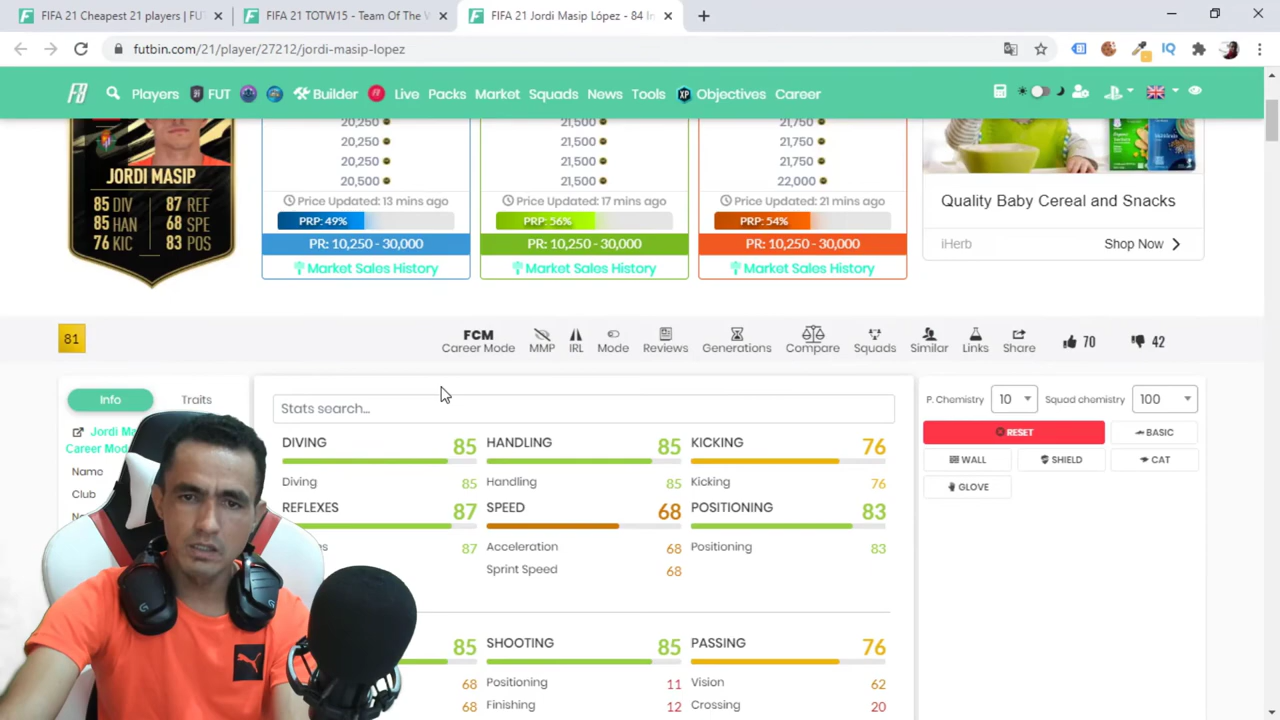 FIFA 21 Cheapest 21 players | FUT
FIFA 21 TOTW15 - Team Of The W
FIFA 21 Jordi Masip López - 84 In
futbin.com/21/player/27212/jordi-masip-lopez
IQ
Players FUT Builder Live Packs Market Squads News Tools XP Objectives Career
JORDI MASIP
85 DIV 87 REF
85 HAN 68 SPE
76 KIC 83 POS
20,250
20,250
20,250
20,500
Price Updated: 13 mins ago
PRP: 49%
PR: 10,250 - 30,000
Market Sales History
21,500
21,500
21,500
21,500
Price Updated: 17 mins ago
PRP: 56%
PR: 10,250 - 30,000
Market Sales History
21,750
21,750
21,750
22,000
Price Updated: 21 mins ago
PRP: 54%
PR: 10,250 - 30,000
Market Sales History
Quality Baby Cereal and Snacks
iHerb Shop Now
81
FCM
Career Mode MMP IRL Mode Reviews Generations Compare Squads Similar Links Share 70 42
Info Traits
Jordi Ma
Career Mod
Name
Club
Stats search...
DIVING 85 HANDLING 85 KICKING 76
Diving 85 Handling 85 Kicking 76
REFLEXES 87 SPEED 68 POSITIONING 83
87 Acceleration 68 Positioning 83
Sprint Speed 68
85 SHOOTING 85 PASSING 76
68 Positioning 11 Vision 62
68 Finishing 12 Crossing 20
P. Chemistry 10 Squad chemistry 100
RESET BASIC
WALL SHIELD CAT
GLOVE